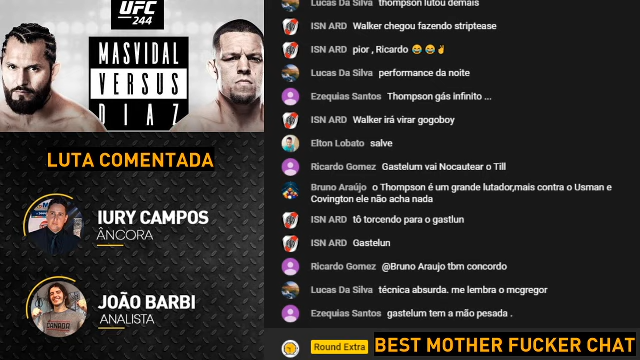 UFC
244
MASVIDAL
VERSUS
DIAZ
LUTA COMENTADA
IURY CAMPOS
ÂNCORA
JOÃO BARBI
ANALISTA
Lucas Da Silva thompson lutou demais
ISN ARD Walker chegou fazendo striptease
ISN ARD pior , Ricardo 😂😂✌
Lucas Da Silva performance da noite
Ezequias Santos Thompson gás infinito ...
ISN ARD Walker irá virar gogoboy
Elton Lobato salve
Ricardo Gomez Gastelum vai Nocautear o Till
Bruno Araújo o Thompson é um grande lutador,mais contra o Usman e
Covington ele não acha nada
ISN ARD tô torcendo para o gastlun
ISN ARD Gastelun
Ricardo Gomez @Bruno Araujo tbm concordo
Lucas Da Silva técnica absurda. me lembra o mcgregor
Ezequias Santos gastelum tem a mão pesada .
Round Extra BEST MOTHER FUCKER CHAT